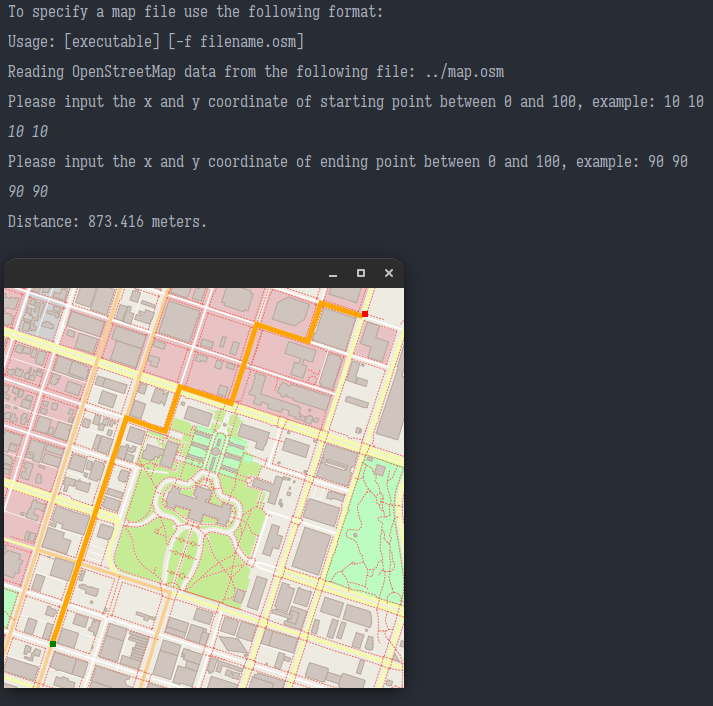 To specify a map file use the following format:
Usage: [executable] [-f filename.osm]
Reading OpenStreetMap data from the following file: ../map.osm
Please input the x and y coordinate of starting point between 0 and 100, example: 10 10
10 10
Please input the x and y coordinate of ending point between 0 and 100, example: 90 90
90 90
Distance: 873.416 meters.